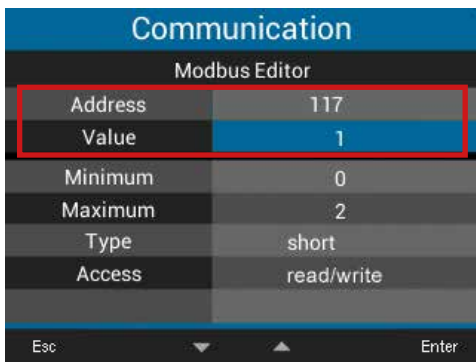 Communication
Modbus Editor
Address 117
Value 1
Minimum 0
Maximum 2
Type short
Access read/write
Esc Enter